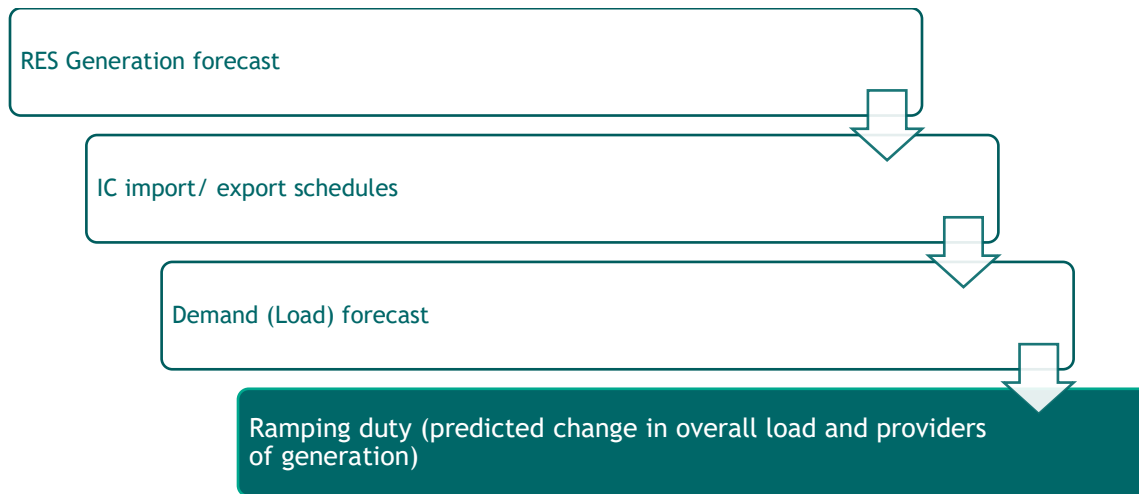 RES Generation forecast
IC import/ export schedules
Demand (Load) forecast
Ramping duty (predicted change in overall load and providers
of generation)